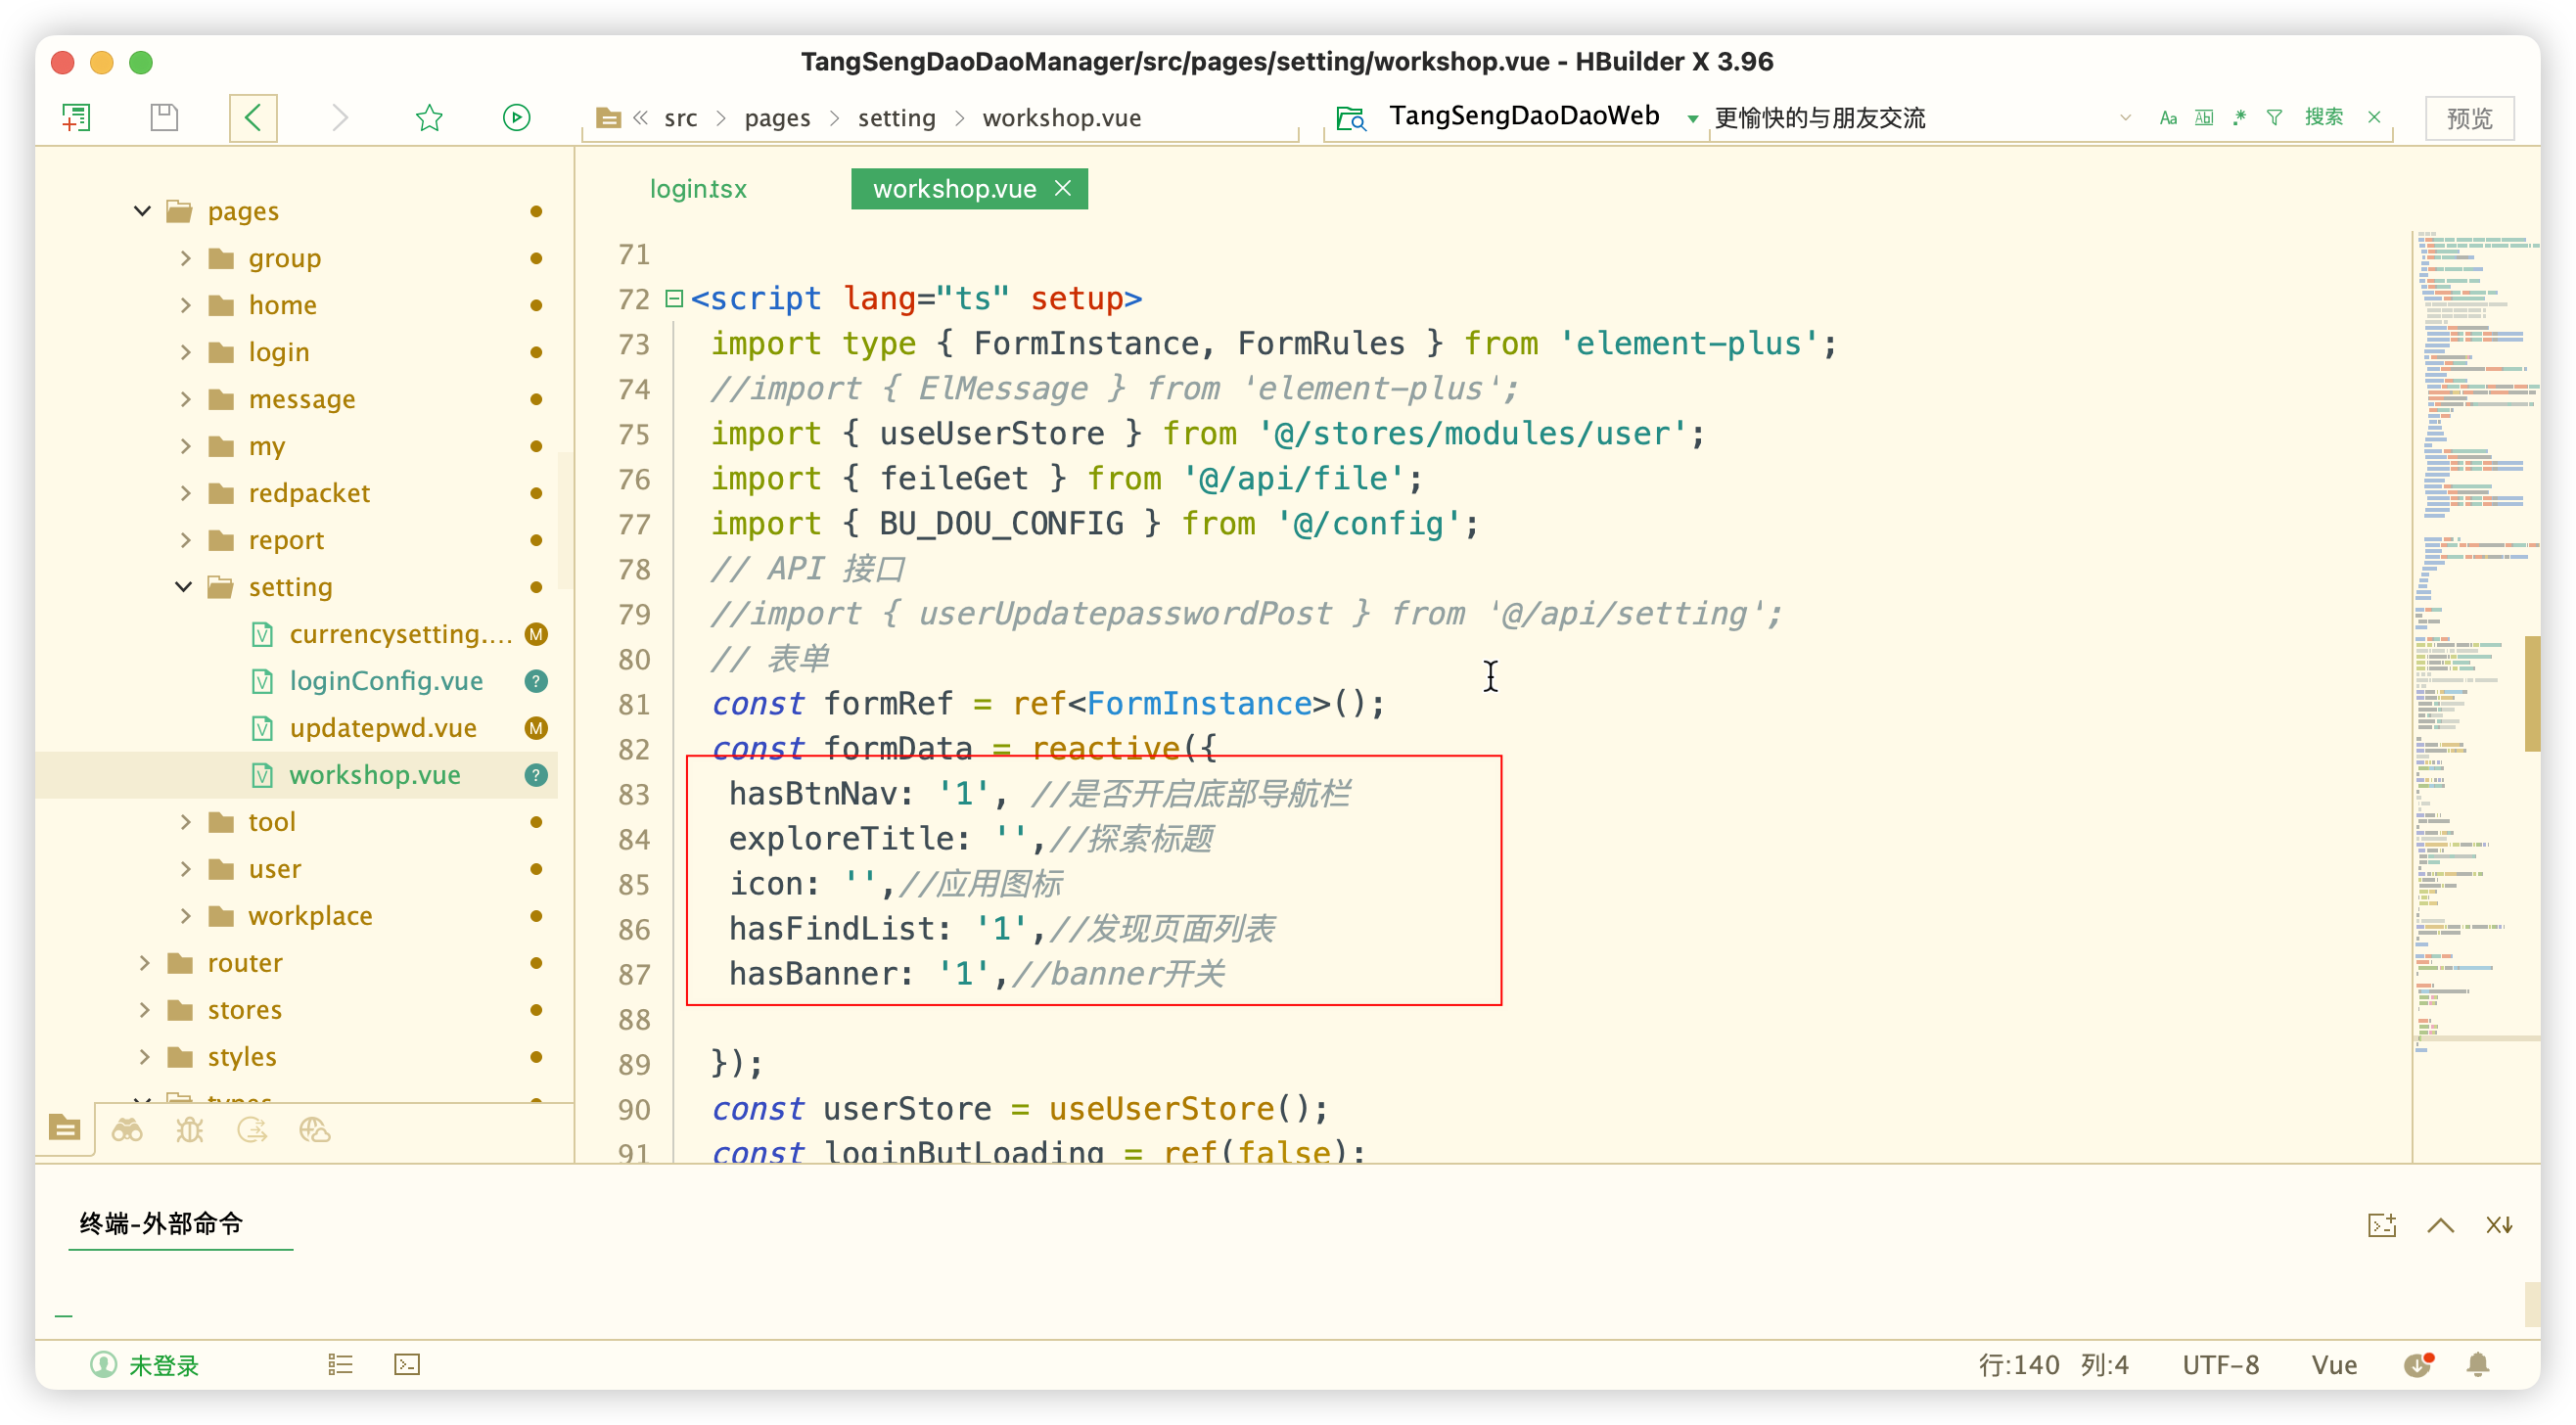 TangSengDaoDaoManager/src/pages/setting/workshop.vue - HBuilder X 3.96
src > pages > setting > workshop.vue
TangSengDaoDaoWeb
更愉快的与朋友交流
Aa
Ab
.*
搜索
预览
pages
group
home
login
message
my
redpacket
report
setting
currencysetting.... M
loginConfig.vue ?
updatepwd.vue M
workshop.vue ?
tool
user
workplace
router
stores
styles
types
login.tsx
workshop.vue
71
72 <script lang="ts" setup>
73 import type { FormInstance, FormRules } from 'element-plus';
74 //import { ElMessage } from 'element-plus';
75 import { useUserStore } from '@/stores/modules/user';
76 import { feileGet } from '@/api/file';
77 import { BU_DOU_CONFIG } from '@/config';
78 // API 接口
79 //import { userUpdatepasswordPost } from '@/api/setting';
80 // 表单
81 const formRef = ref<FormInstance>();
82 const formData = reactive({
83 hasBtnNav: '1', //是否开启底部导航栏
84 exploreTitle: '',//探索标题
85 icon: '',//应用图标
86 hasFindList: '1',//发现页面列表
87 hasBanner: '1',//banner开关
88
89 });
90 const userStore = useUserStore();
91 const loginButLoading = ref(false);
终端-外部命令
未登录
行:140 列:4
UTF-8
Vue